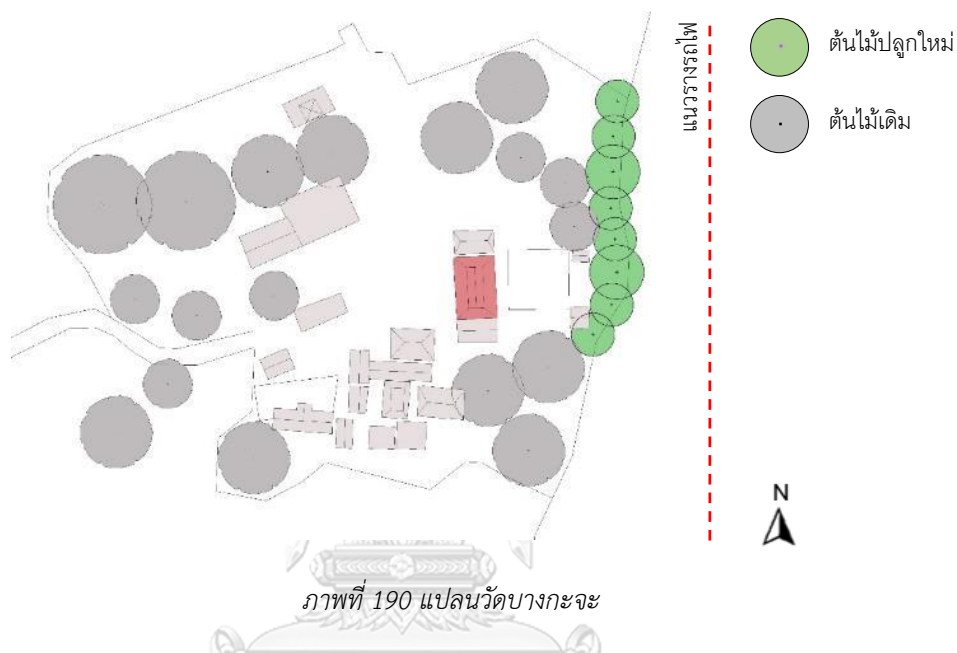 แนวรางรถไฟ
ต้นไม้ปลูกใหม่
ต้นไม้เดิม
N
ภาพที่ 190 แปลนวัดบางกะจะ